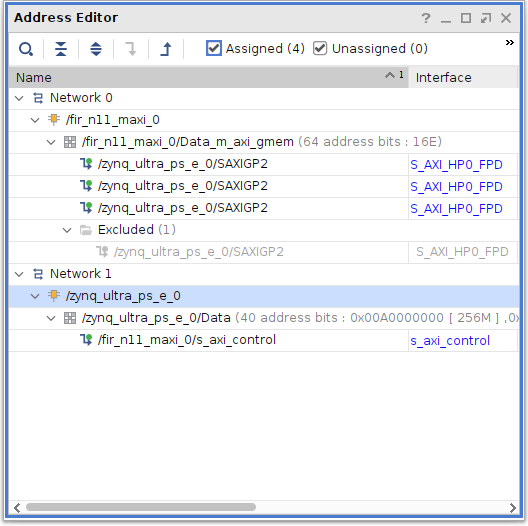 Address Editor
Assigned (4) Unassigned (0)
Name 1 Interface
Network 0
/fir_n11_maxi_0
/fir_n11_maxi_0/Data_m_axi_gmem (64 address bits : 16E)
/zynq_ultra_ps_e_0/SAXIGP2 S_AXI_HP0_FPD
/zynq_ultra_ps_e_0/SAXIGP2 S_AXI_HP0_FPD
/zynq_ultra_ps_e_0/SAXIGP2 S_AXI_HP0_FPD
Excluded (1)
/zynq_ultra_ps_e_0/SAXIGP2 S_AXI_HP0_FPD
Network 1
/zynq_ultra_ps_e_0
/zynq_ultra_ps_e_0/Data (40 address bits : 0x00A0000000 [ 256M ] ,0x
/fir_n11_maxi_0/s_axi_control s_axi_control